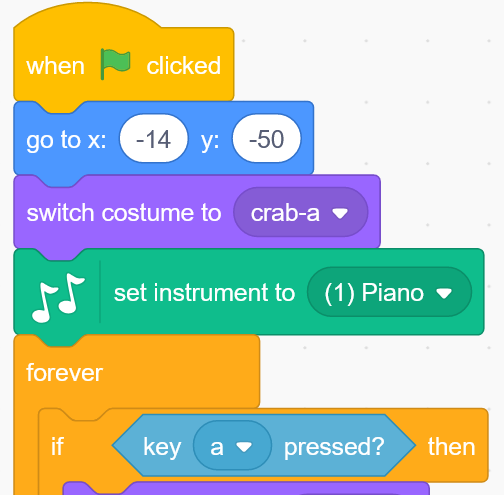 when clicked
go to x: -14 y: -50
switch costume to crab-a
set instrument to (1) Piano
forever
if key a pressed? then